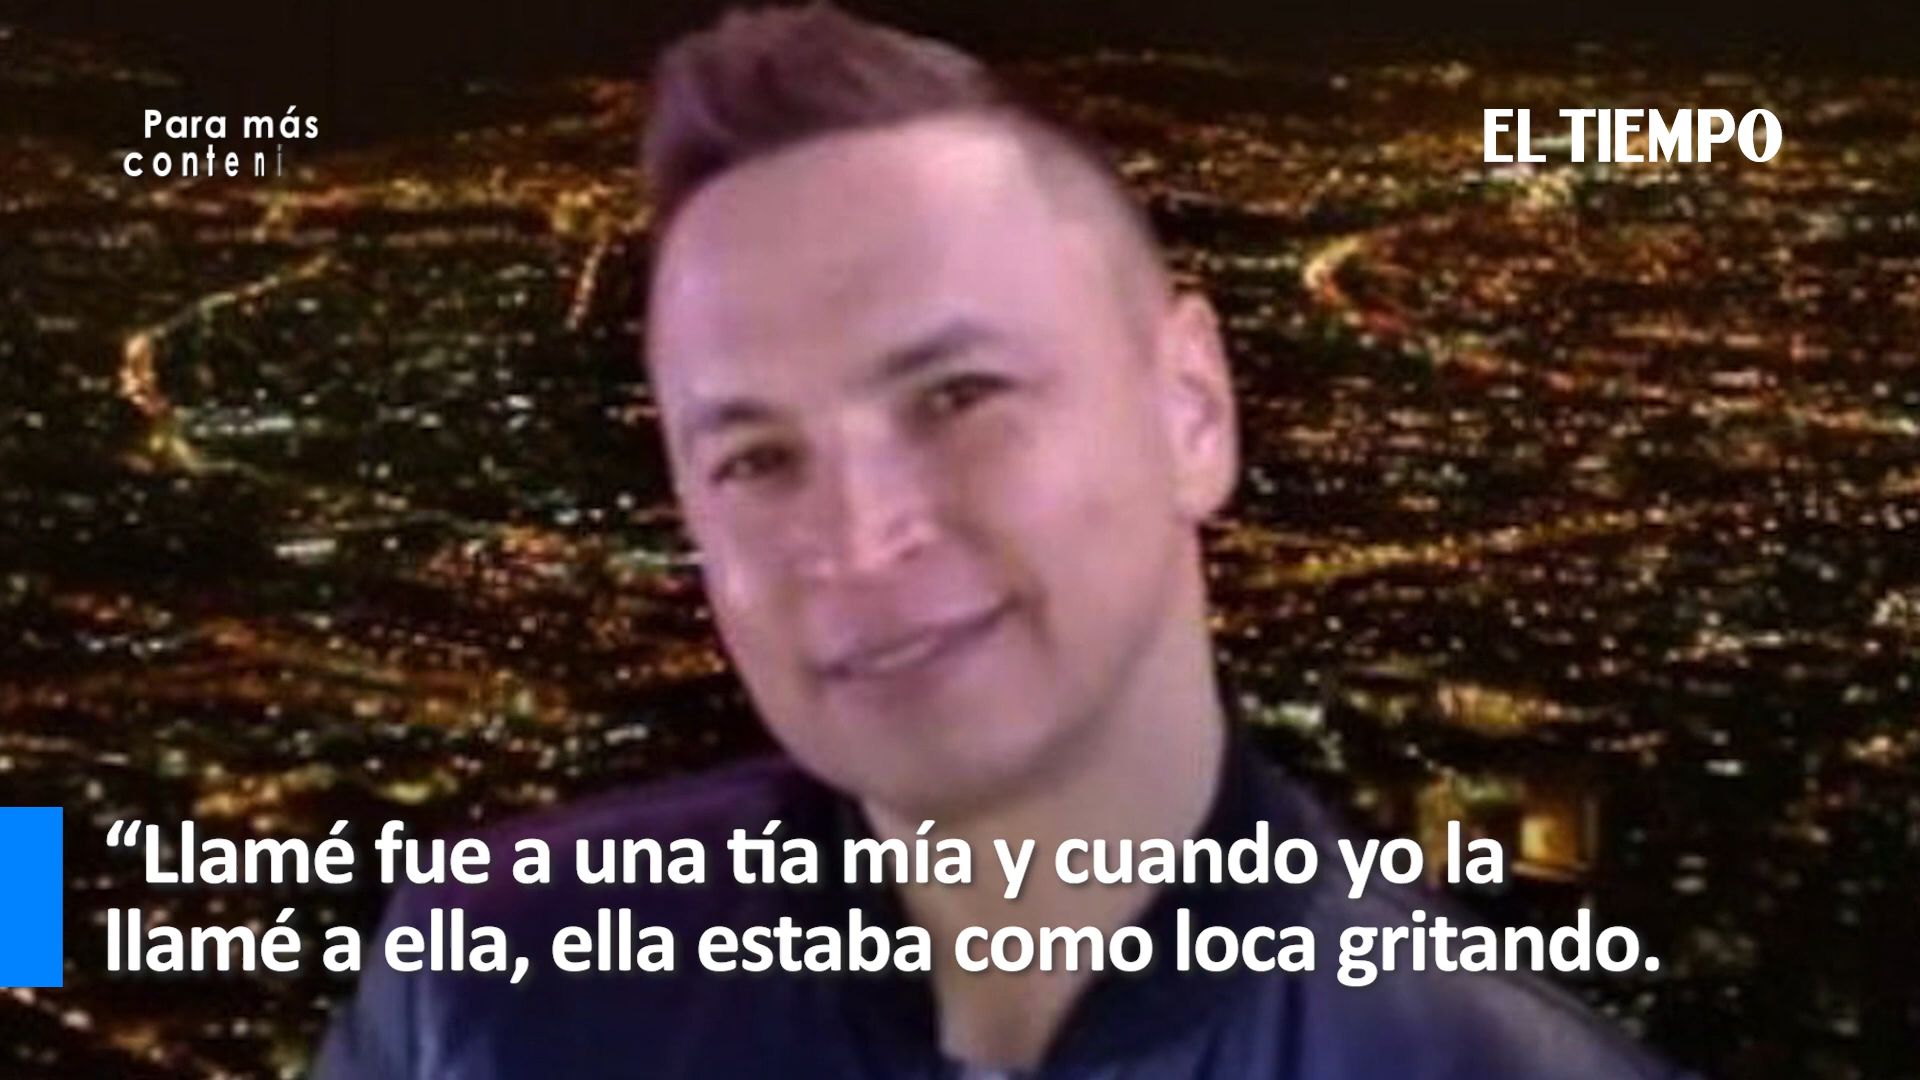 Para más
conteni
EL TIEMPO
“Llamé fue a una tía mía y cuando yo la
llamé a ella, ella estaba como loca gritando.